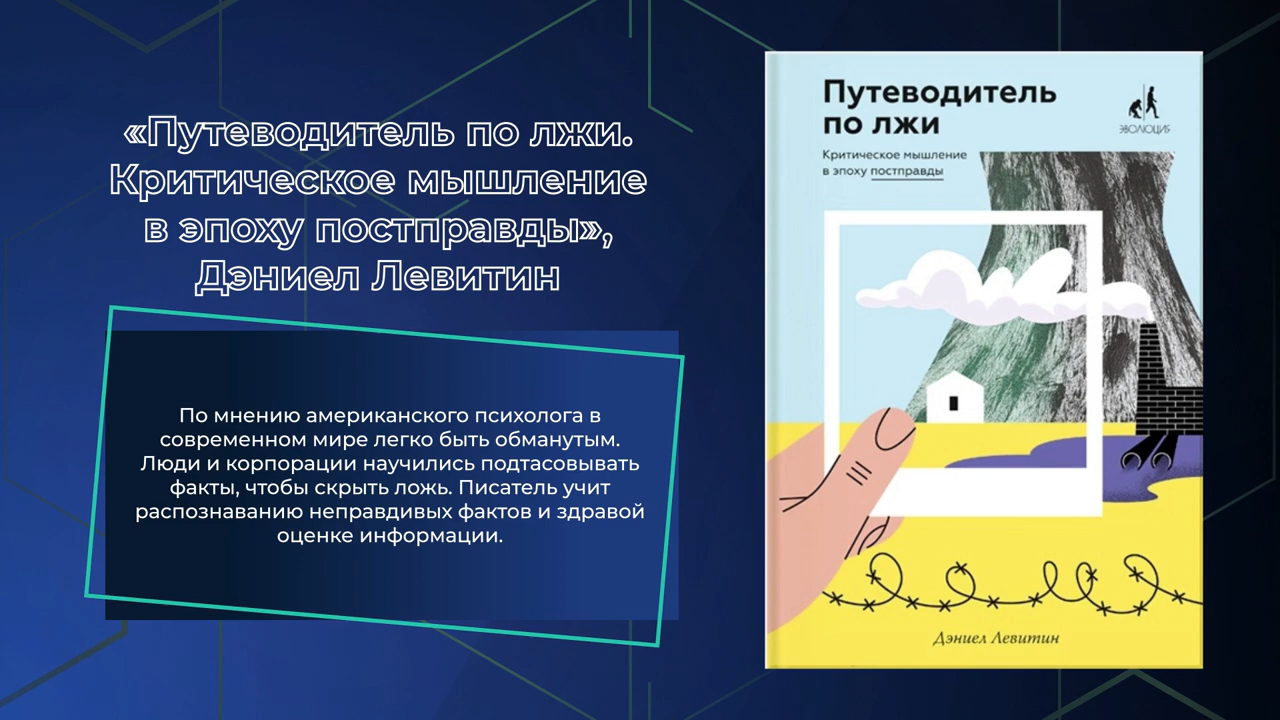 «Путеводитель по лжи.
Критическое мышление
в эпоху постправды»,
Дэниел Левитин
По мнению американского психолога в
современном мире легко быть обманутым.
Люди и корпорации научились подтасовывать
факты, чтобы скрыть ложь. Писатель учит
распознаванию неправдивых фактов и здравой
оценке информации.
Путеводитель
по лжи
ЭВОЛЮЦИЯ
Критическое мышление
в эпоху постправды
Дэниел Левитин